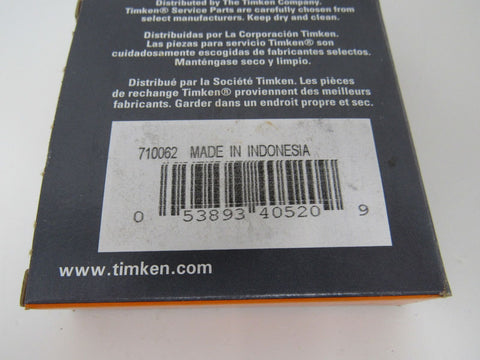 Distributed by The Timken Company.
Timken® Service Parts are carefully chosen from
select manufacturers. Keep dry and clean.
Distribuidas por La Corporación Timken.
Las piezas para servicio Timken® son
cuidadosamente escogidas de fabricantes selectos.
Manténgase seco y limpio.
Distribué par la Société Timken. Les pièces
de rechange Timken® proviennent des meilleurs
fabricants. Garder dans un endroit propre et sec.
710062 MADE IN INDONESIA
0 53893 40520 9
www.timken.com